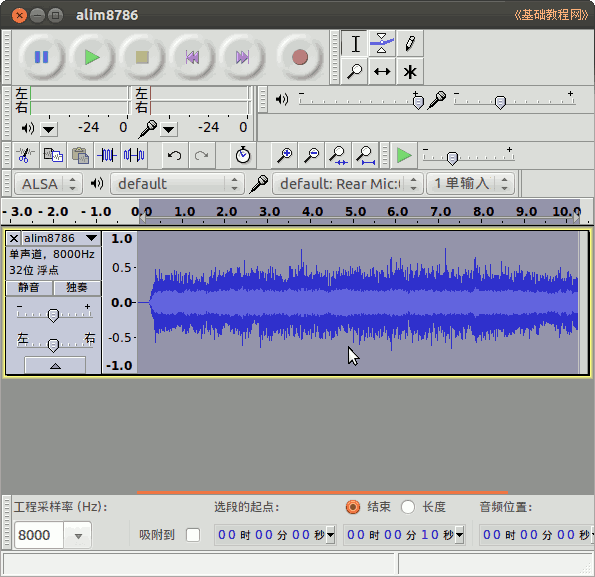 alim8786
《基础教程网》
左
右
-24 0
左
右
-24 0
ALSA
default
default: Rear Mic:
1 单输入
- 3.0 - 2.0 - 1.0 0.0 1.0 2.0 3.0 4.0 5.0 6.0 7.0 8.0 9.0 10.0
alim8786
单声道, 8000Hz
32位 浮点
静音 独奏
- +
左 右
1.0
0.5-
0.0-
-0.5-
-1.0
工程采样率 (Hz):
选段的起点:
结束 长度
音频位置:
8000
吸附到
00 时 00 分 00 秒
00 时 00 分 10 秒
00 时 00 分 00 秒